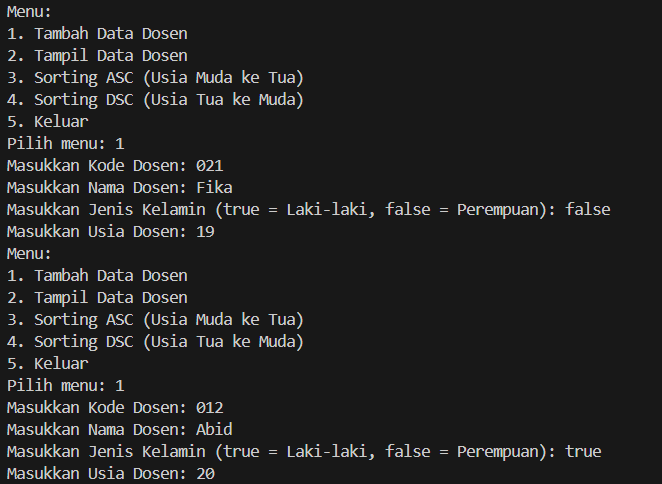 Menu:
1. Tambah Data Dosen
2. Tampil Data Dosen
3. Sorting ASC (Usia Muda ke Tua)
4. Sorting DSC (Usia Tua ke Muda)
5. Keluar
Pilih menu: 1
Masukkan Kode Dosen: 021
Masukkan Nama Dosen: Fika
Masukkan Jenis Kelamin (true = Laki-laki, false = Perempuan): false
Masukkan Usia Dosen: 19
Menu:
1. Tambah Data Dosen
2. Tampil Data Dosen
3. Sorting ASC (Usia Muda ke Tua)
4. Sorting DSC (Usia Tua ke Muda)
5. Keluar
Pilih menu: 1
Masukkan Kode Dosen: 012
Masukkan Nama Dosen: Abid
Masukkan Jenis Kelamin (true = Laki-laki, false = Perempuan): true
Masukkan Usia Dosen: 20